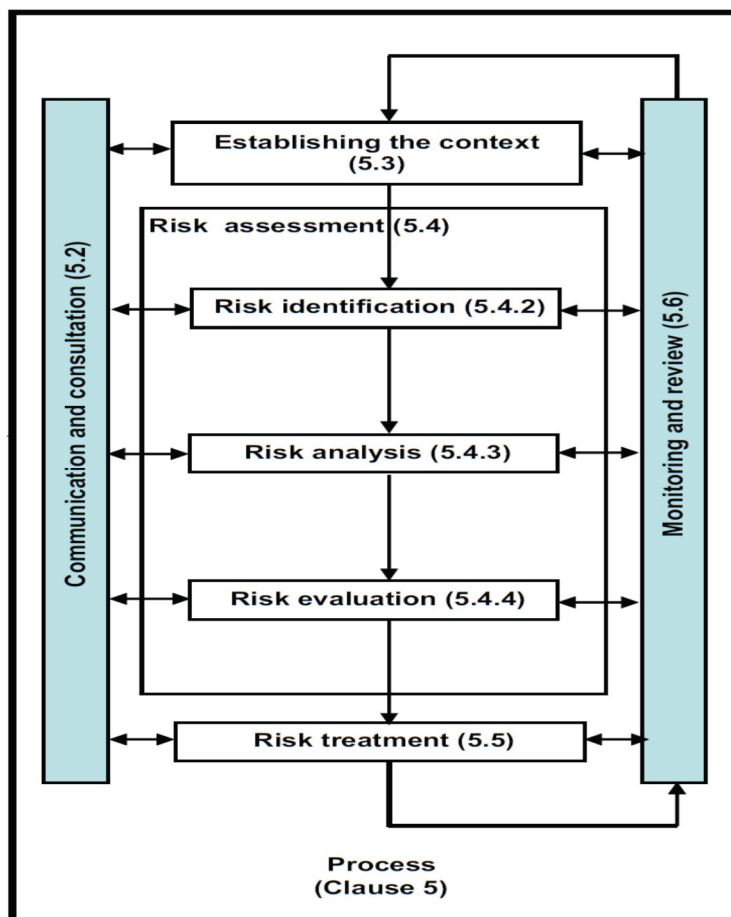 Establishing the context
(5.3)
Risk assessment (5.4)
Risk identification (5.4.2)
Risk analysis (5.4.3)
Risk evaluation (5.4.4)
Risk treatment (5.5)
Communication and consultation (5.2)
Monitoring and review (5.6)
Process
(Clause 5)